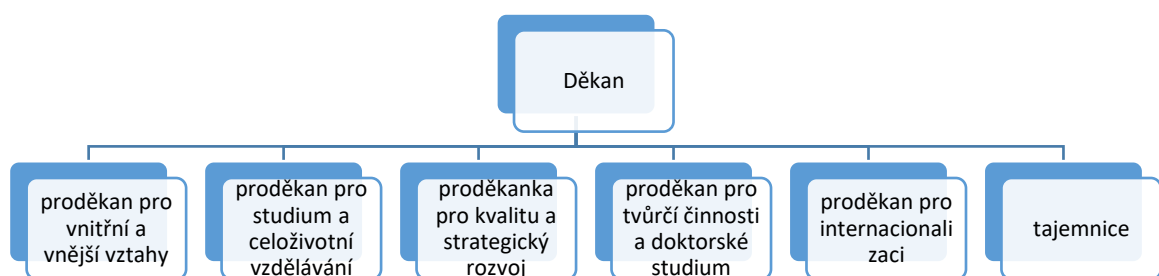 Děkan
proděkan pro
vnitřní a
vnější vztahy
proděkan pro
studium a
celoživotní
vzdělávání
proděkanka
pro kvalitu a
strategický
rozvoj
proděkan pro
tvůrčí činnosti
a doktorské
studium
proděkan pro
internacionali
zaci
tajemnice